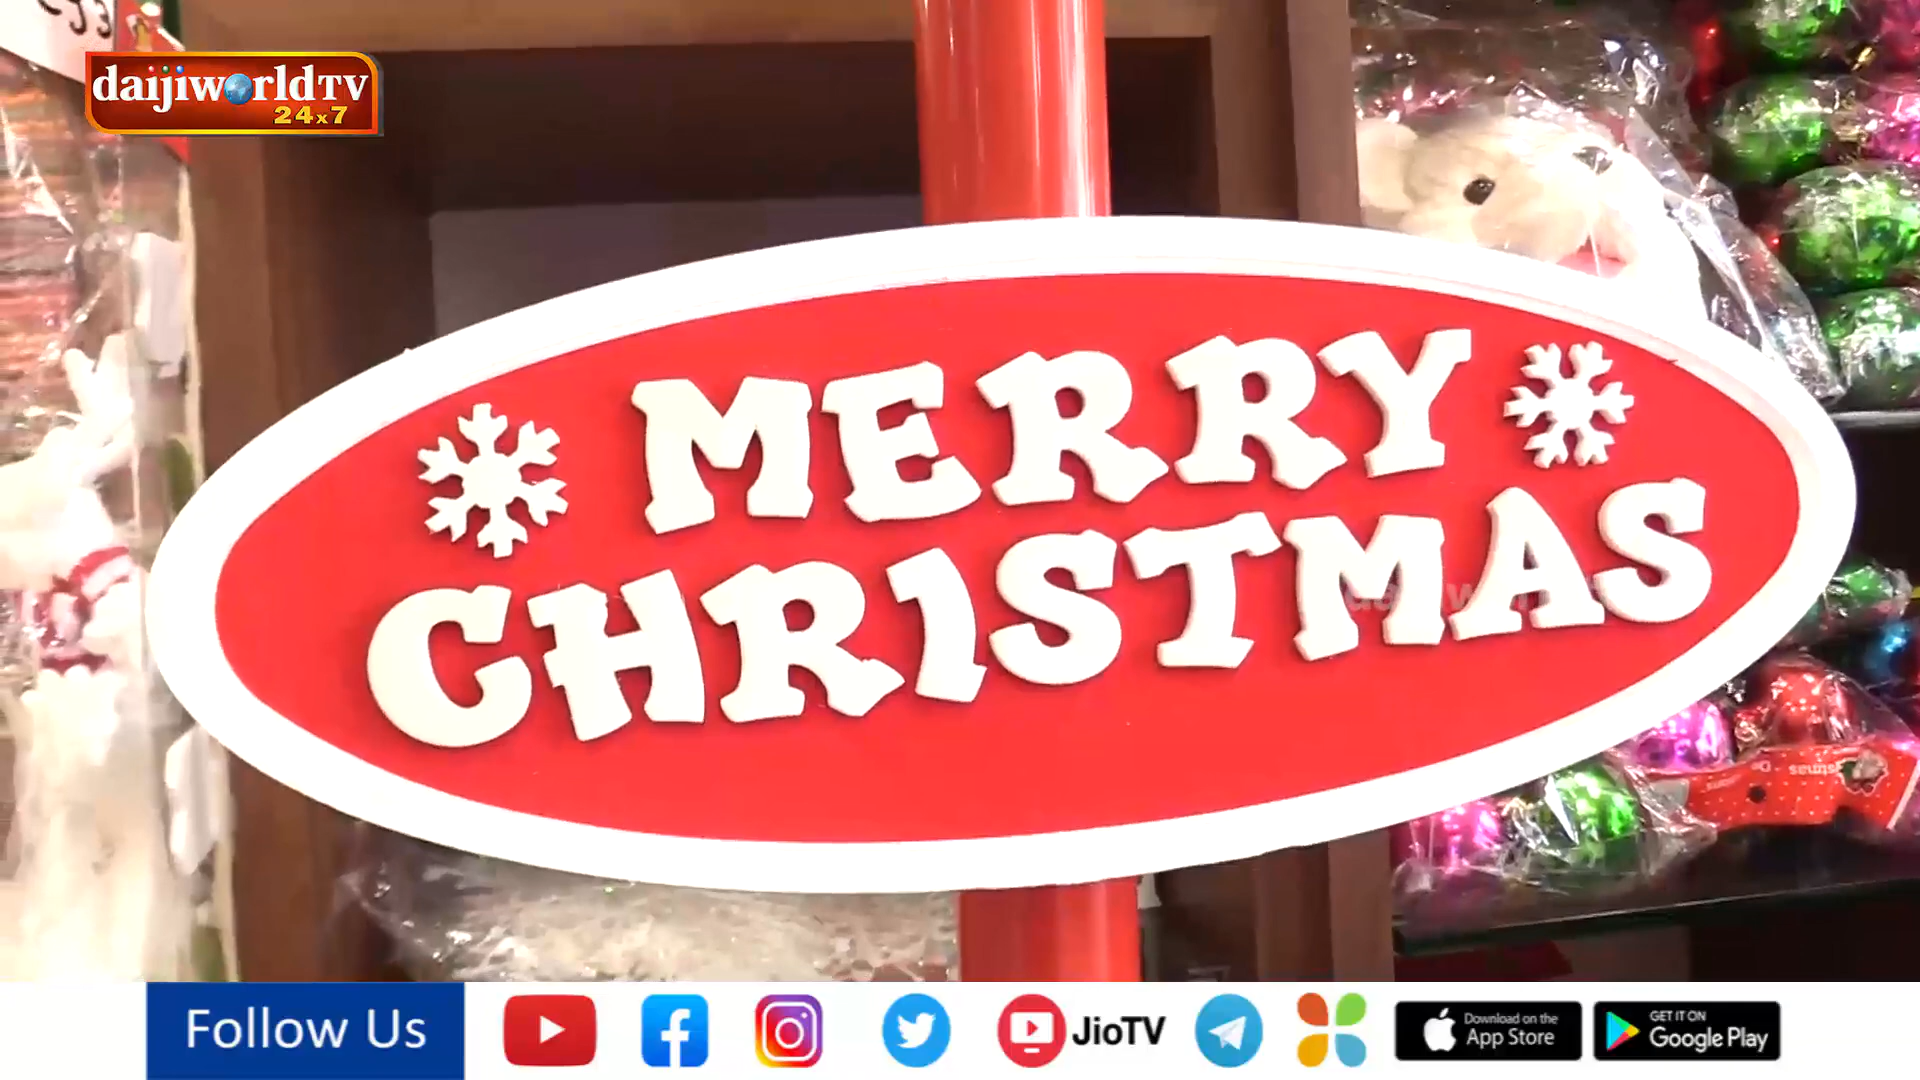 daijiworldTV
24x7
MERRY
CHRISTMAS
Follow Us
JioTV
Download on the
App Store
GET IT ON
Google Play